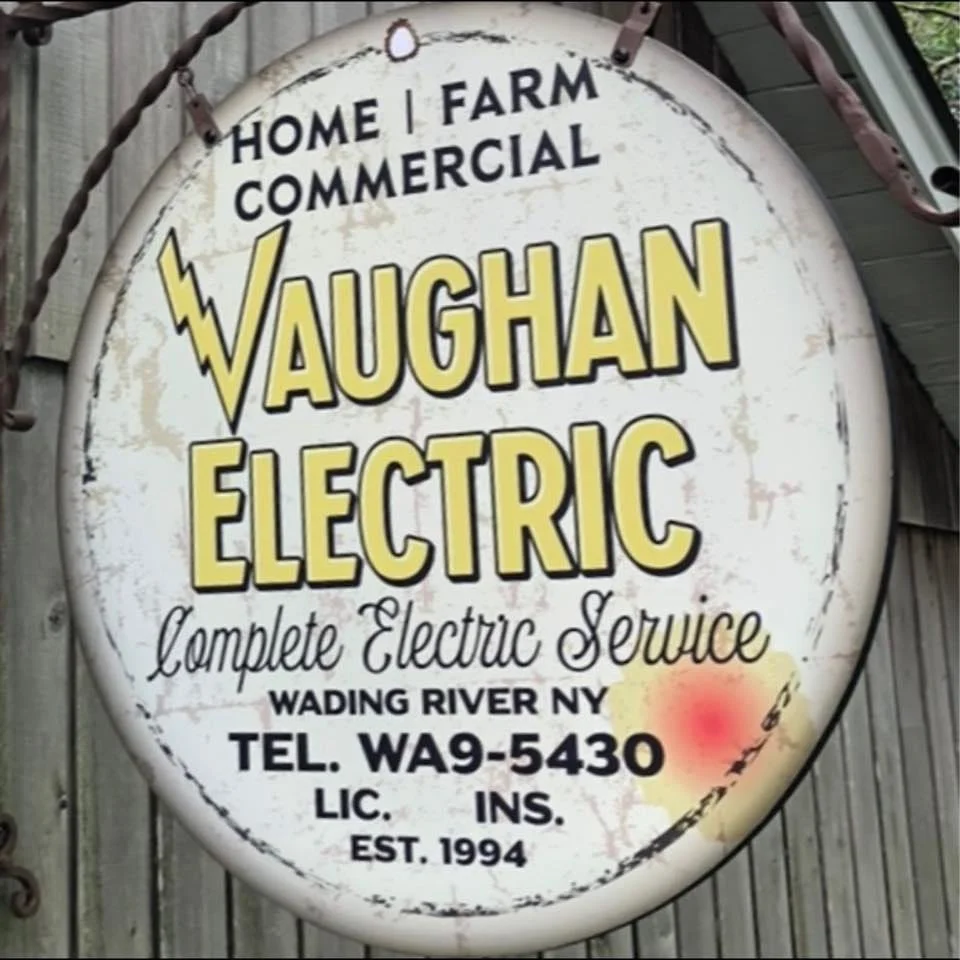 HOME | FARM
COMMERCIAL
VAUGHAN
ELECTRIC
Complete Electric Service
WADING RIVER NY
TEL. WA9-5430
LIC. INS.
EST. 1994